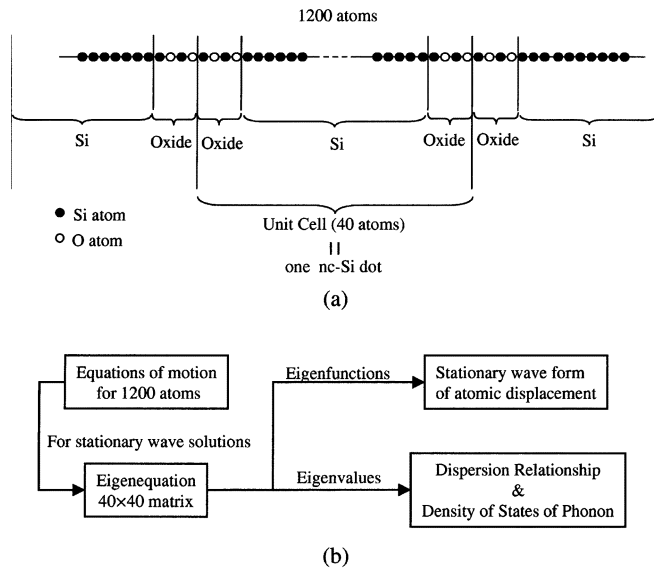 1200 atoms
Si
Oxide
Oxide
Si
Oxide
Oxide
Si
Si atom
O atom
Unit Cell (40 atoms)
=
one nc-Si dot
(a)
Equations of motion
for 1200 atoms
For stationary wave solutions
Eigenequation
40×40 matrix
Eigenfunctions
Stationary wave form
of atomic displacement
Eigenvalues
Dispersion Relationship
&
Density of States of Phonon
(b)